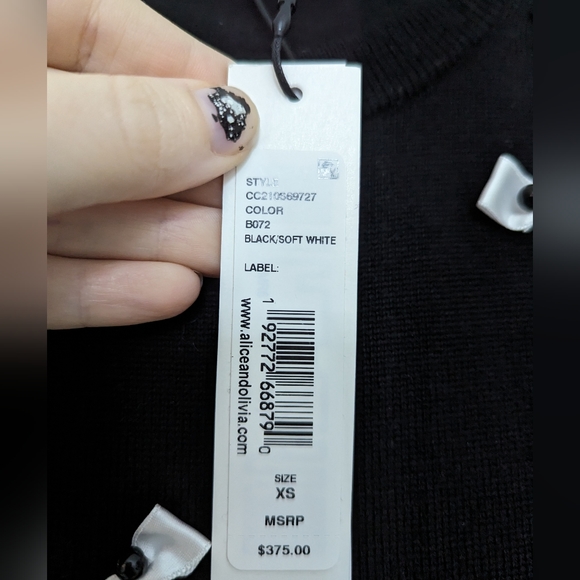 STYLE
CC210S69727
COLOR
B072
BLACK/SOFT WHITE
LABEL:
www.aliceandolivia.com
1 92772 66879 0
SIZE
XS
MSRP
$375.00